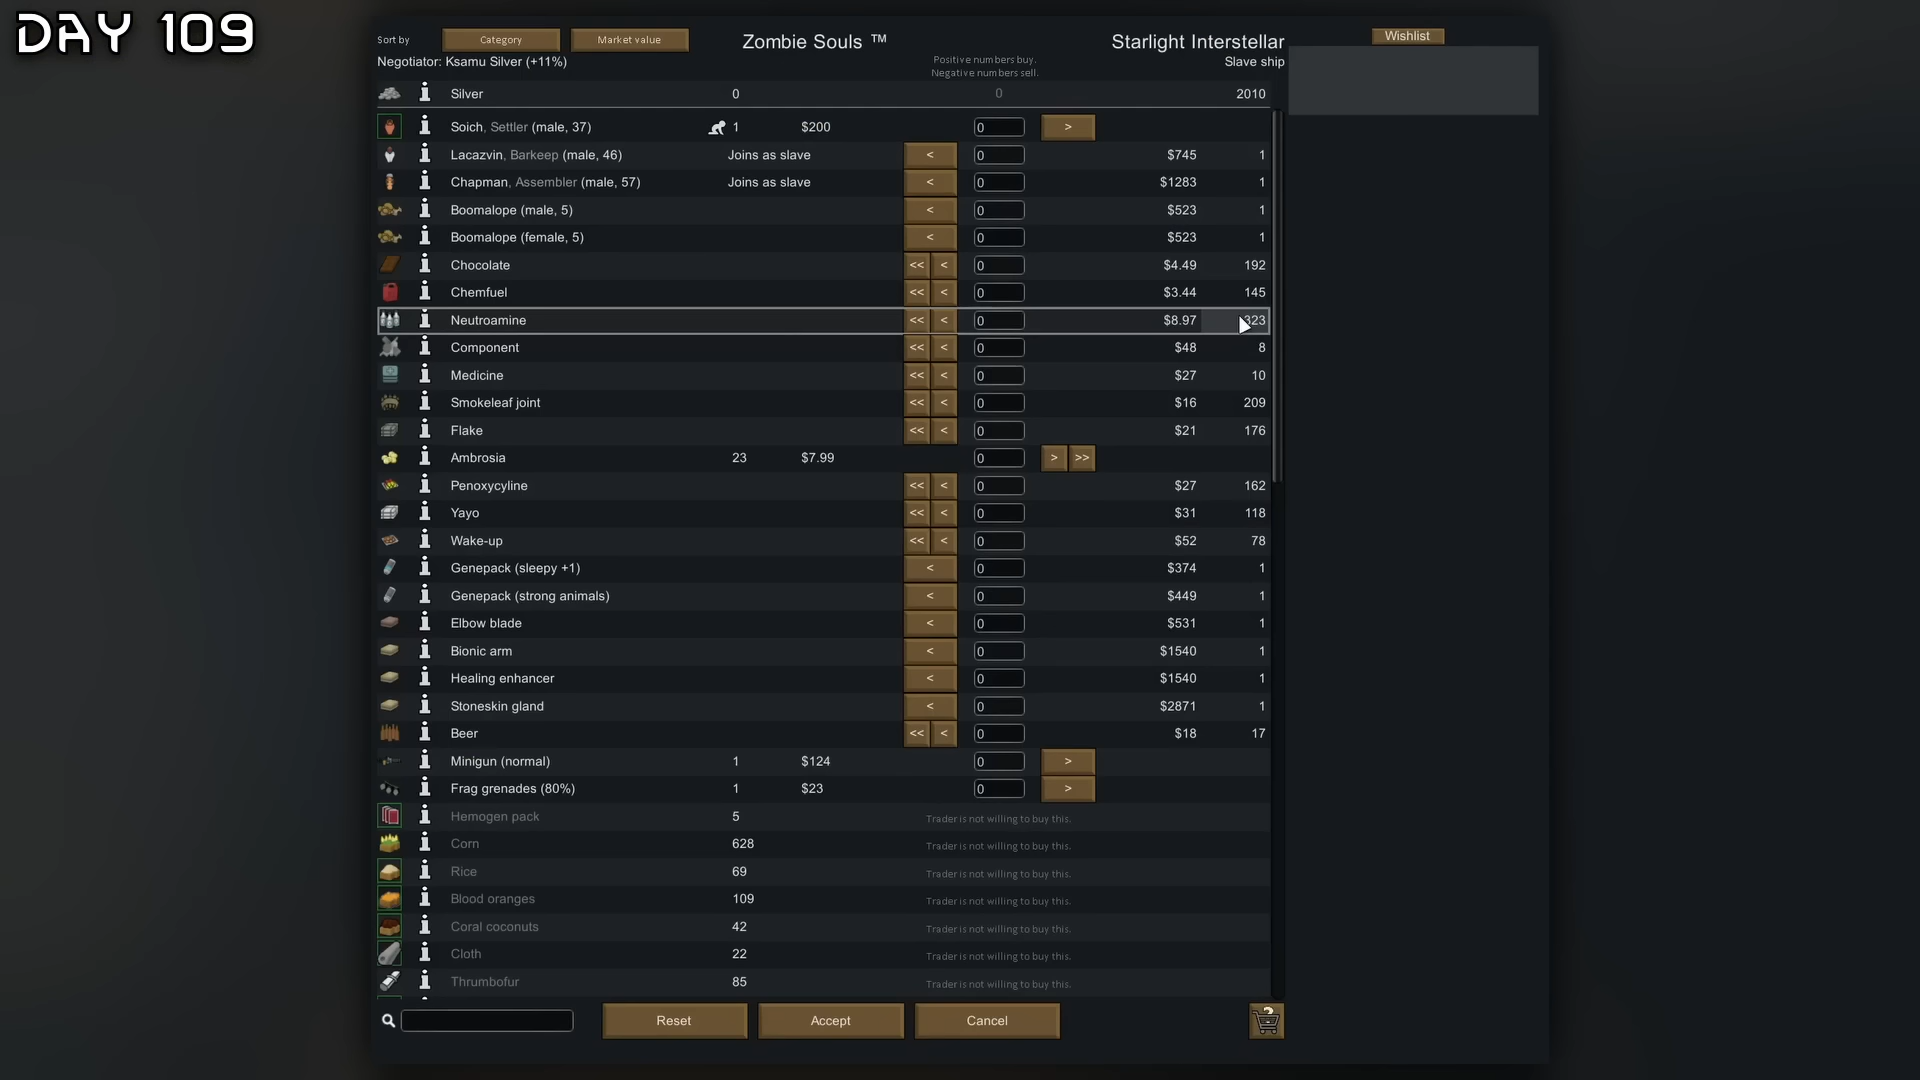 DAY 109
Sort by Category Market value Zombie Souls ™ Starlight Interstellar Wishlist
Negotiator: Ksamu Silver (+11%) Positive numbers buy. Slave ship
Negative numbers sell.
Silver 0 0 2010
Soich, Settler (male, 37) 1 $200 0 >
Lacazvin, Barkeep (male, 46) Joins as slave < 0 $745 1
Chapman, Assembler (male, 57) Joins as slave < 0 $1283 1
Boomalope (male, 5) < 0 $523 1
Boomalope (female, 5) < 0 $523 1
Chocolate << < 0 $4.49 192
Chemfuel << < 0 $3.44 145
Neutroamine << < 0 $8.97 323
Component << < 0 $48 8
Medicine << < 0 $27 10
Smokeleaf joint << < 0 $16 209
Flake << < 0 $21 176
Ambrosia 23 $7.99 0 > >>
Penoxycyline << < 0 $27 162
Yayo << < 0 $31 118
Wake-up << < 0 $52 78
Genepack (sleepy +1) < 0 $374 1
Genepack (strong animals) < 0 $449 1
Elbow blade < 0 $531 1
Bionic arm < 0 $1540 1
Healing enhancer < 0 $1540 1
Stoneskin gland < 0 $2871 1
Beer << < 0 $18 17
Minigun (normal) 1 $124 0 >
Frag grenades (80%) 1 $23 0 >
Hemogen pack 5 Trader is not willing to buy this.
Corn 628 Trader is not willing to buy this.
Rice 69 Trader is not willing to buy this.
Blood oranges 109 Trader is not willing to buy this.
Coral coconuts 42 Trader is not willing to buy this.
Cloth 22 Trader is not willing to buy this.
Thrumbofur 85 Trader is not willing to buy this.
Reset Accept Cancel